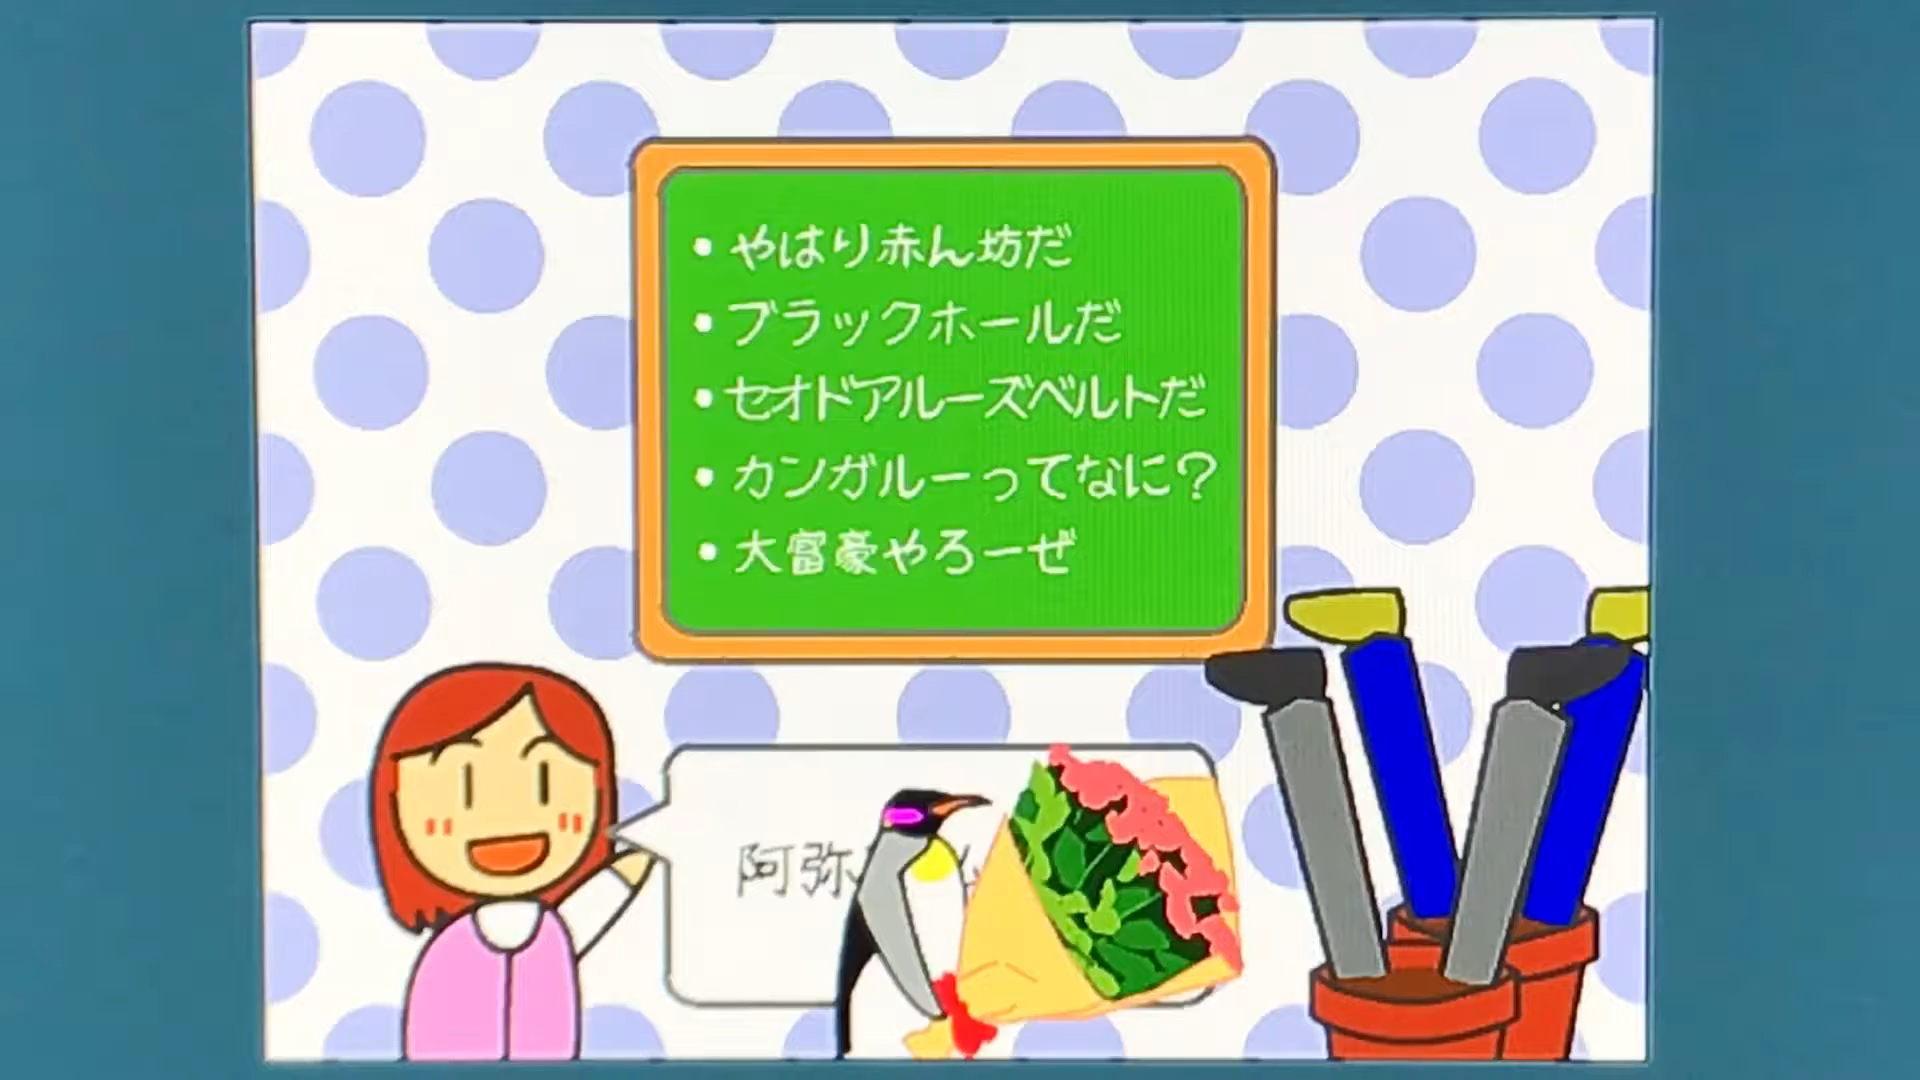 • やはり赤ん坊だ
• ブラックホールだ
• セオドアルーズベルトだ
• カンガルーってなに？
• 大富豪やろーぜ
阿弥